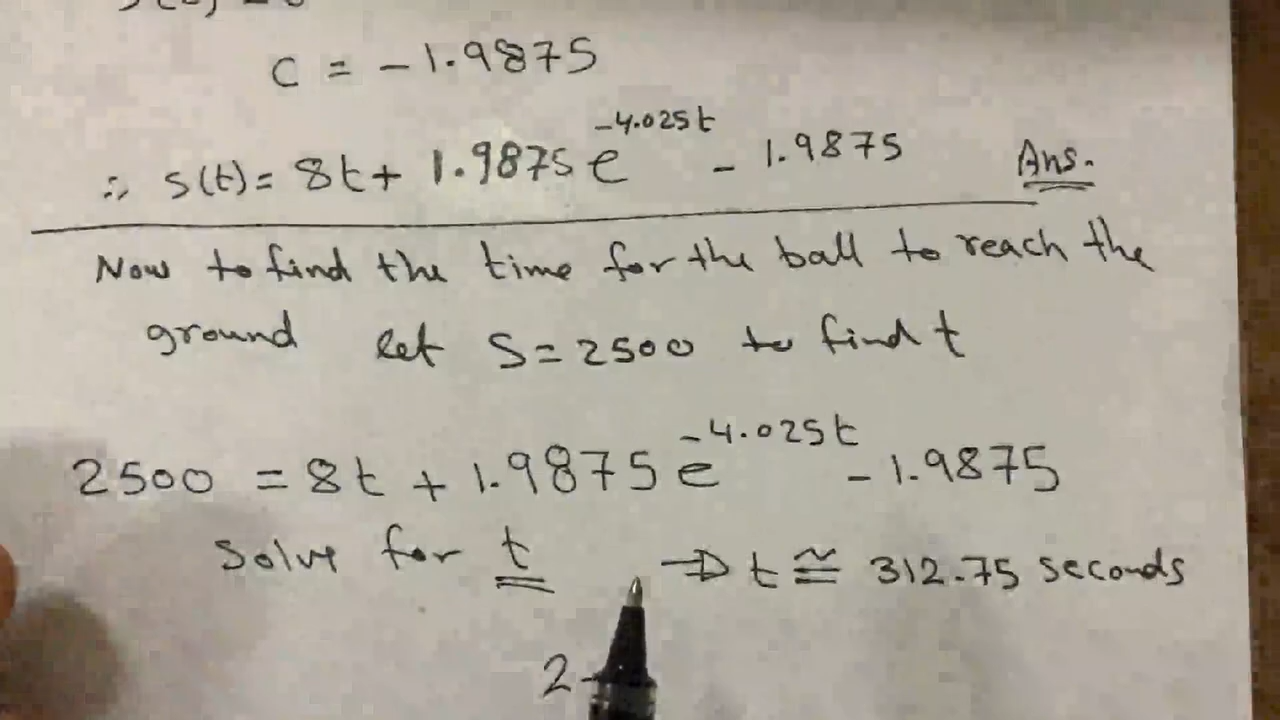 C = -1.9875
∴ s(t) = 8t + 1.9875 e^{-4.025t} - 1.9875 Ans.
Now to find the time for the ball to reach the
ground let S = 2500 to find t
2500 = 8t + 1.9875 e^{-4.025t} - 1.9875
Solve for t ⇒ t ≅ 312.75 seconds
2